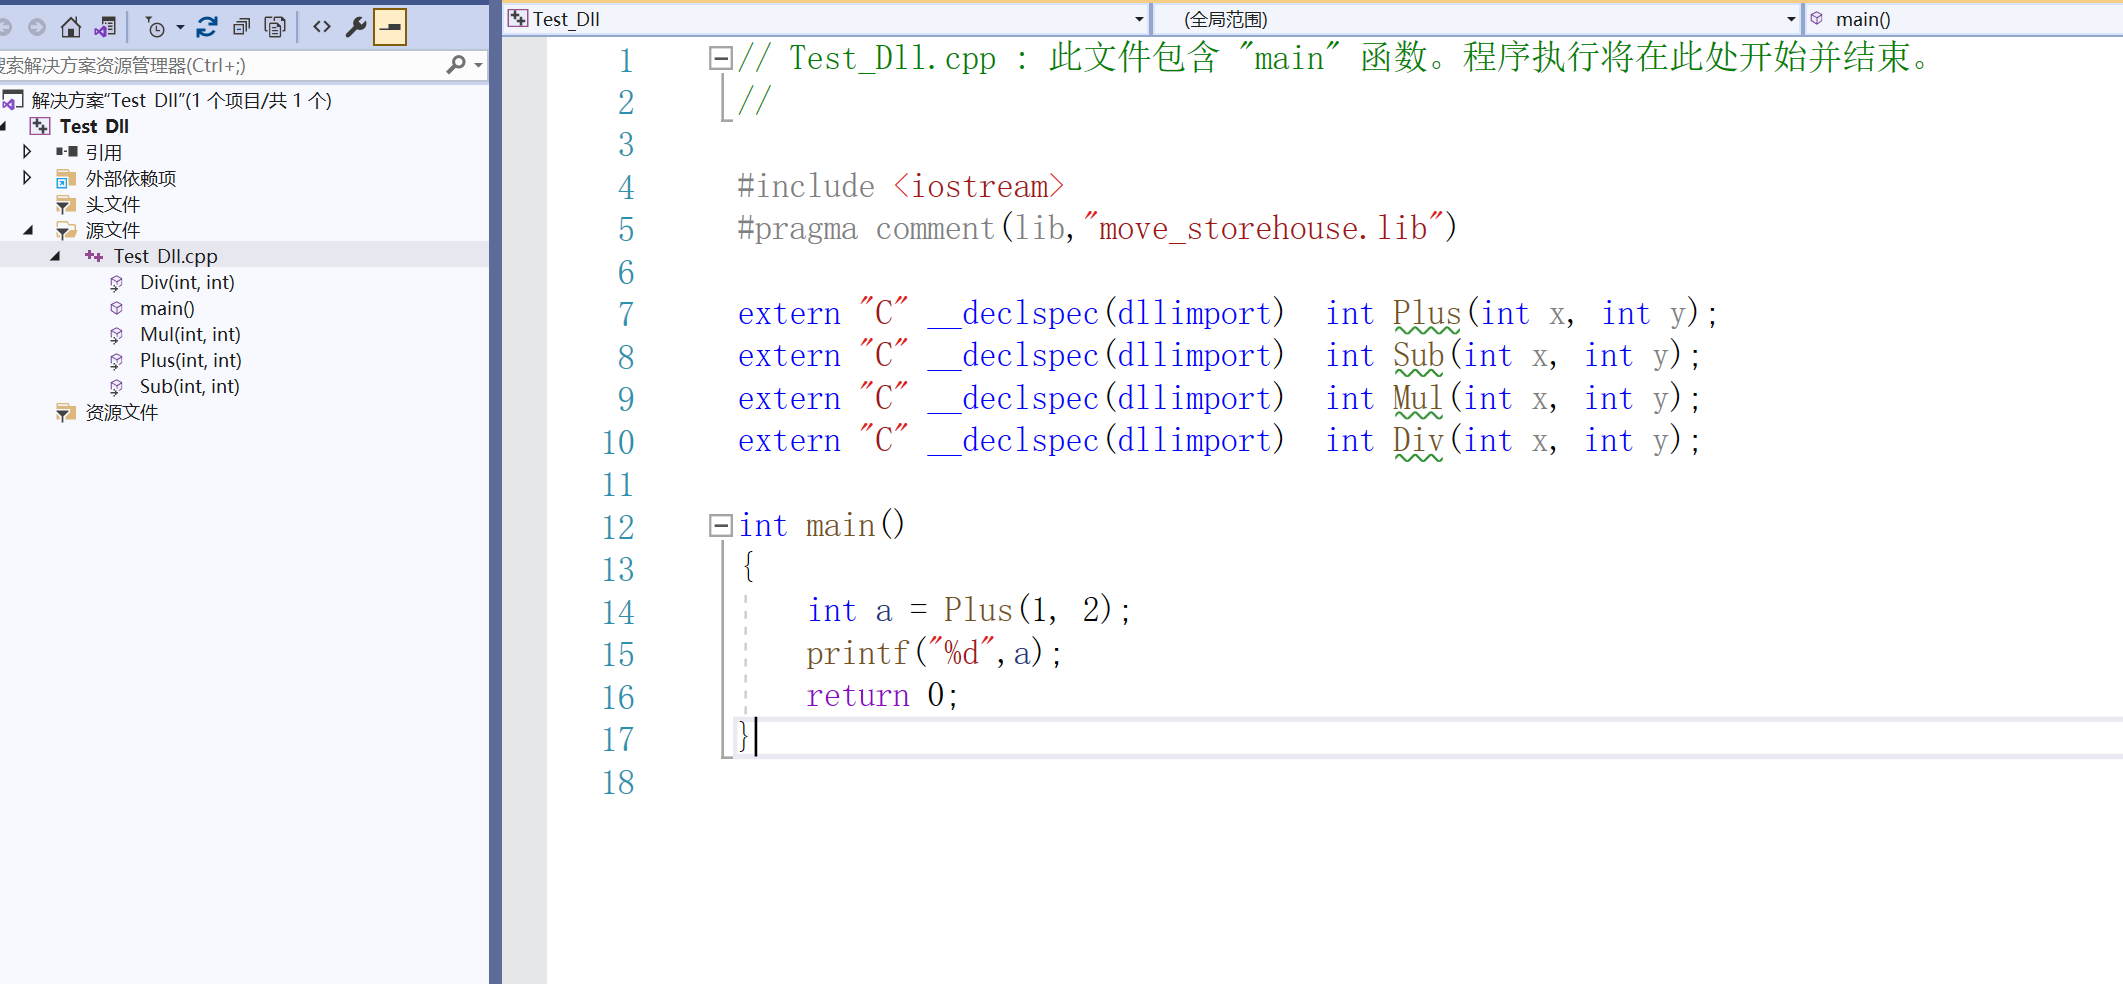 搜索解决方案资源管理器(Ctrl+;)
解决方案"Test_Dll"(1 个项目/共 1 个)
Test_Dll
引用
外部依赖项
头文件
源文件
Test_Dll.cpp
Div(int, int)
main()
Mul(int, int)
Plus(int, int)
Sub(int, int)
资源文件
Test_Dll (全局范围) main()
1 // Test_Dll.cpp : 此文件包含 "main" 函数。程序执行将在此处开始并结束。
2 //
3
4 #include <iostream>
5 #pragma comment(lib,"move_storehouse.lib")
6
7 extern "C" __declspec(dllimport)  int Plus(int x, int y);
8 extern "C" __declspec(dllimport)  int Sub(int x, int y);
9 extern "C" __declspec(dllimport)  int Mul(int x, int y);
10 extern "C" __declspec(dllimport)  int Div(int x, int y);
11
12 int main()
13 {
14     int a = Plus(1, 2);
15     printf("%d",a);
16     return 0;
17 }
18